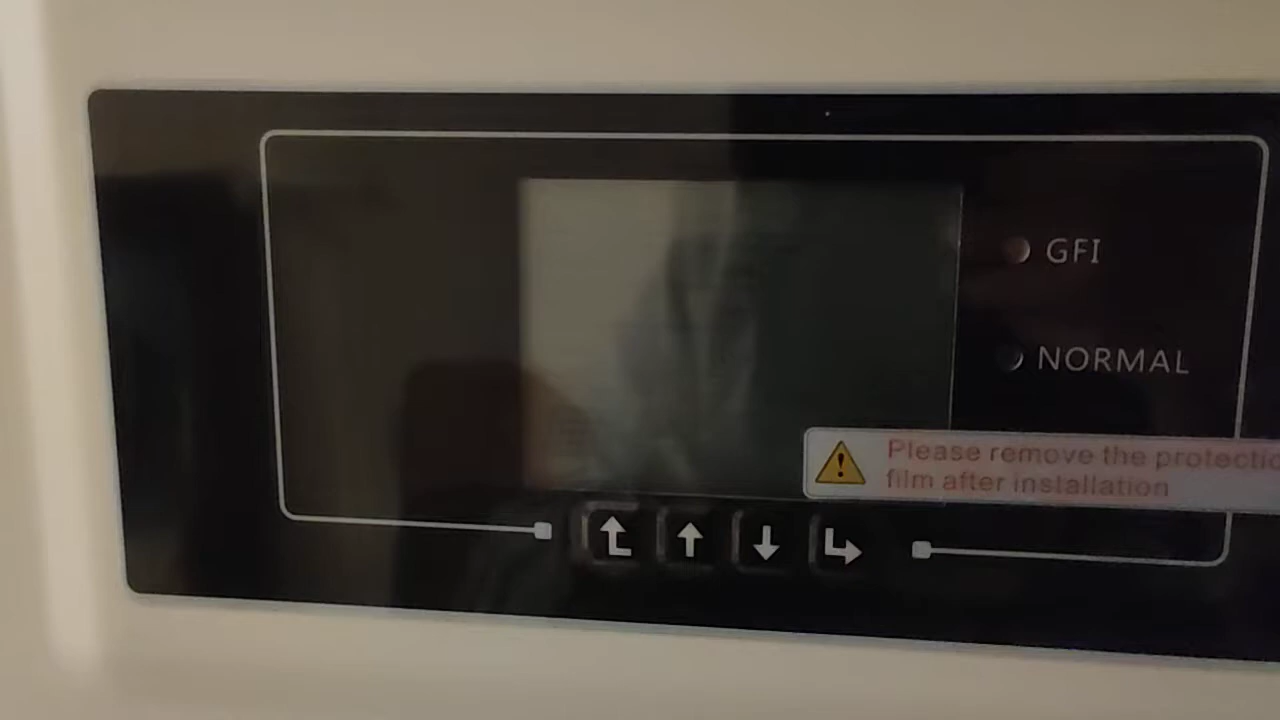 GFI
NORMAL
Please remove the protectio
film after installation